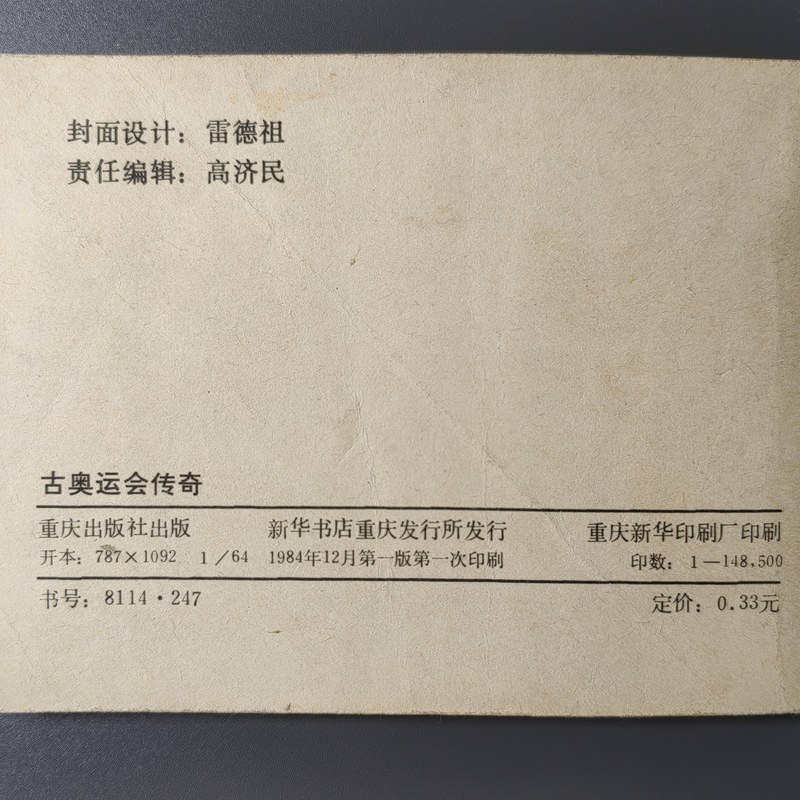 封面设计：雷德祖
责任编辑：高济民
古奥运会传奇
重庆出版社出版 新华书店重庆发行所发行 重庆新华印刷厂印刷
开本：787×1092 1／64 1984年12月第一版第一次印刷 印数：1—148,500
书号：8114·247 定价：0.33元